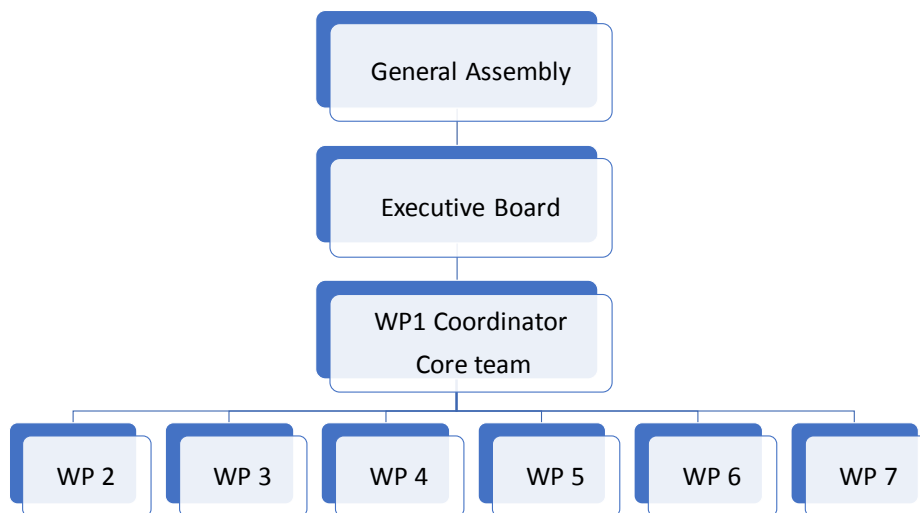 General Assembly
Executive Board
WP1 Coordinator
Core team
WP 2
WP 3
WP 4
WP 5
WP 6
WP 7